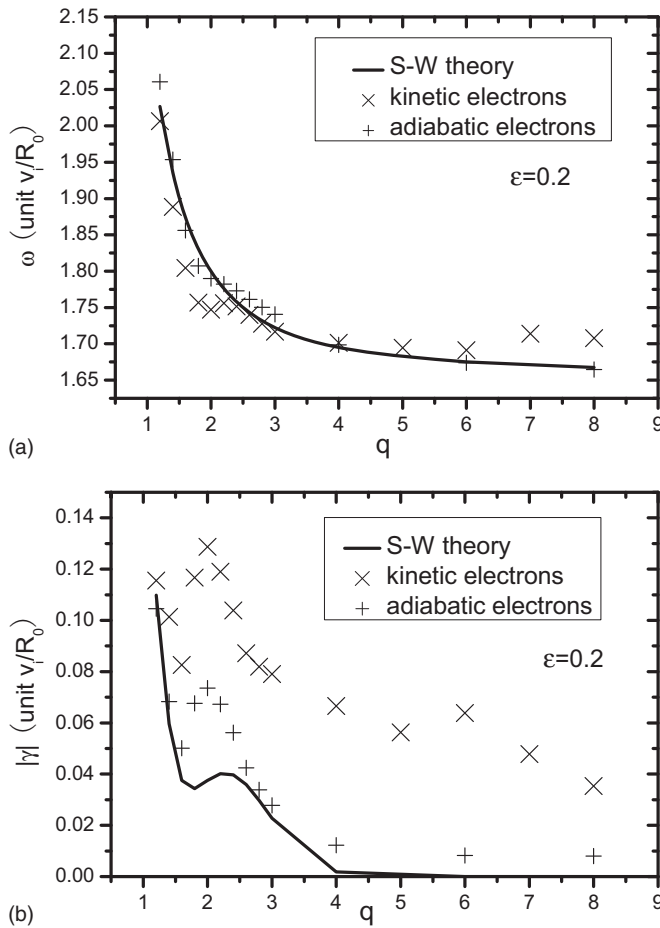 2.15
2.10
2.05
2.00
1.95
1.90
1.85
1.80
1.75
1.70
1.65
ω (unit v_i/R_0)
S-W theory
kinetic electrons
adiabatic electrons
ε=0.2
1 2 3 4 5 6 7 8 9
q
(a)
0.14
0.12
0.10
0.08
0.06
0.04
0.02
0.00
|γ| (unit v_i/R_0)
S-W theory
kinetic electrons
adiabatic electrons
ε=0.2
1 2 3 4 5 6 7 8 9
q
(b)